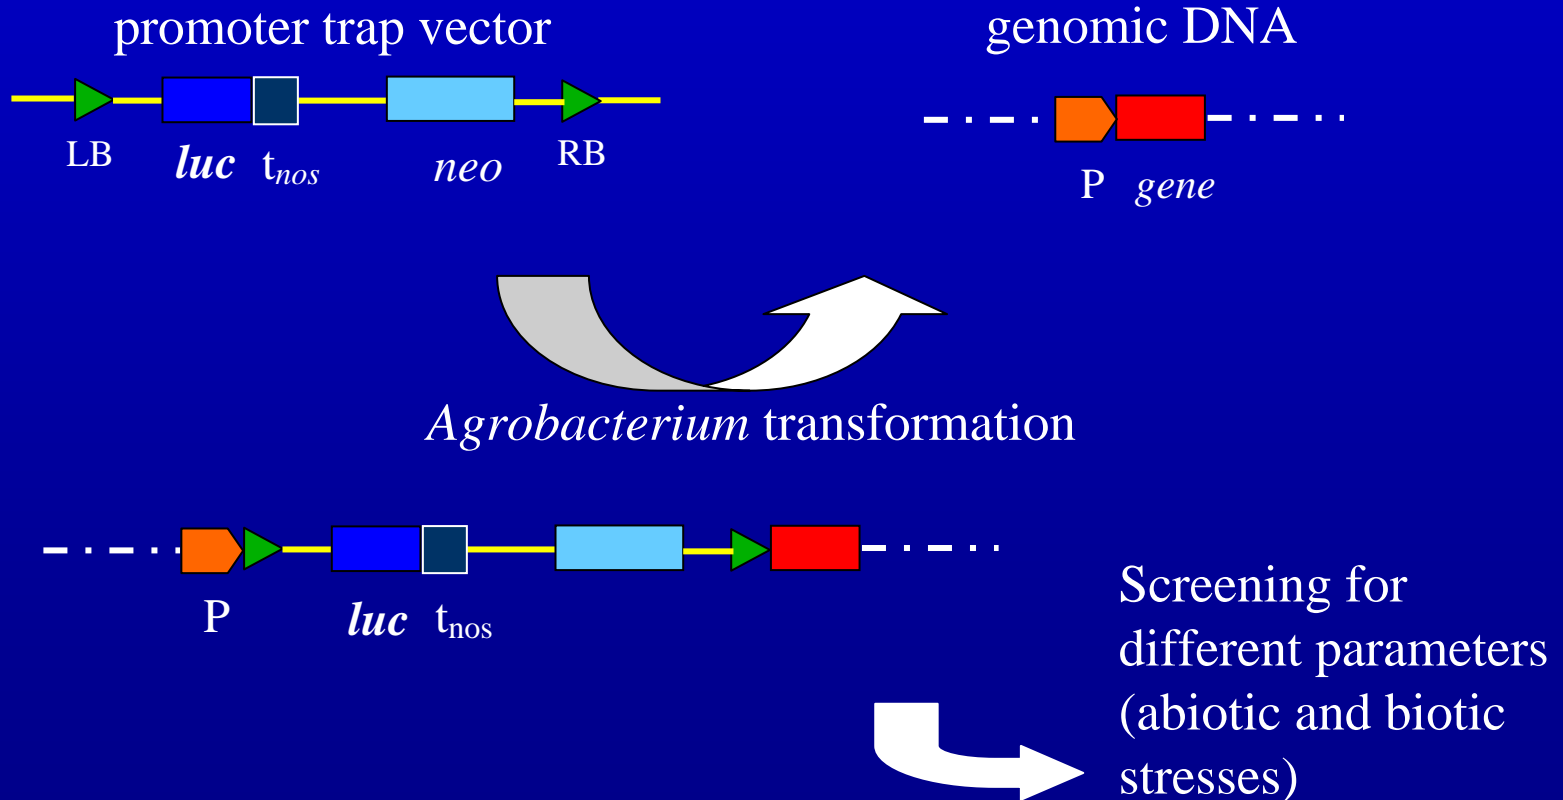 promoter trap vector
genomic DNA
LB
luc
tnos
neo
RB
P
gene
Agrobacterium transformation
P
luc
tnos
Screening for
different parameters
(abiotic and biotic
stresses)